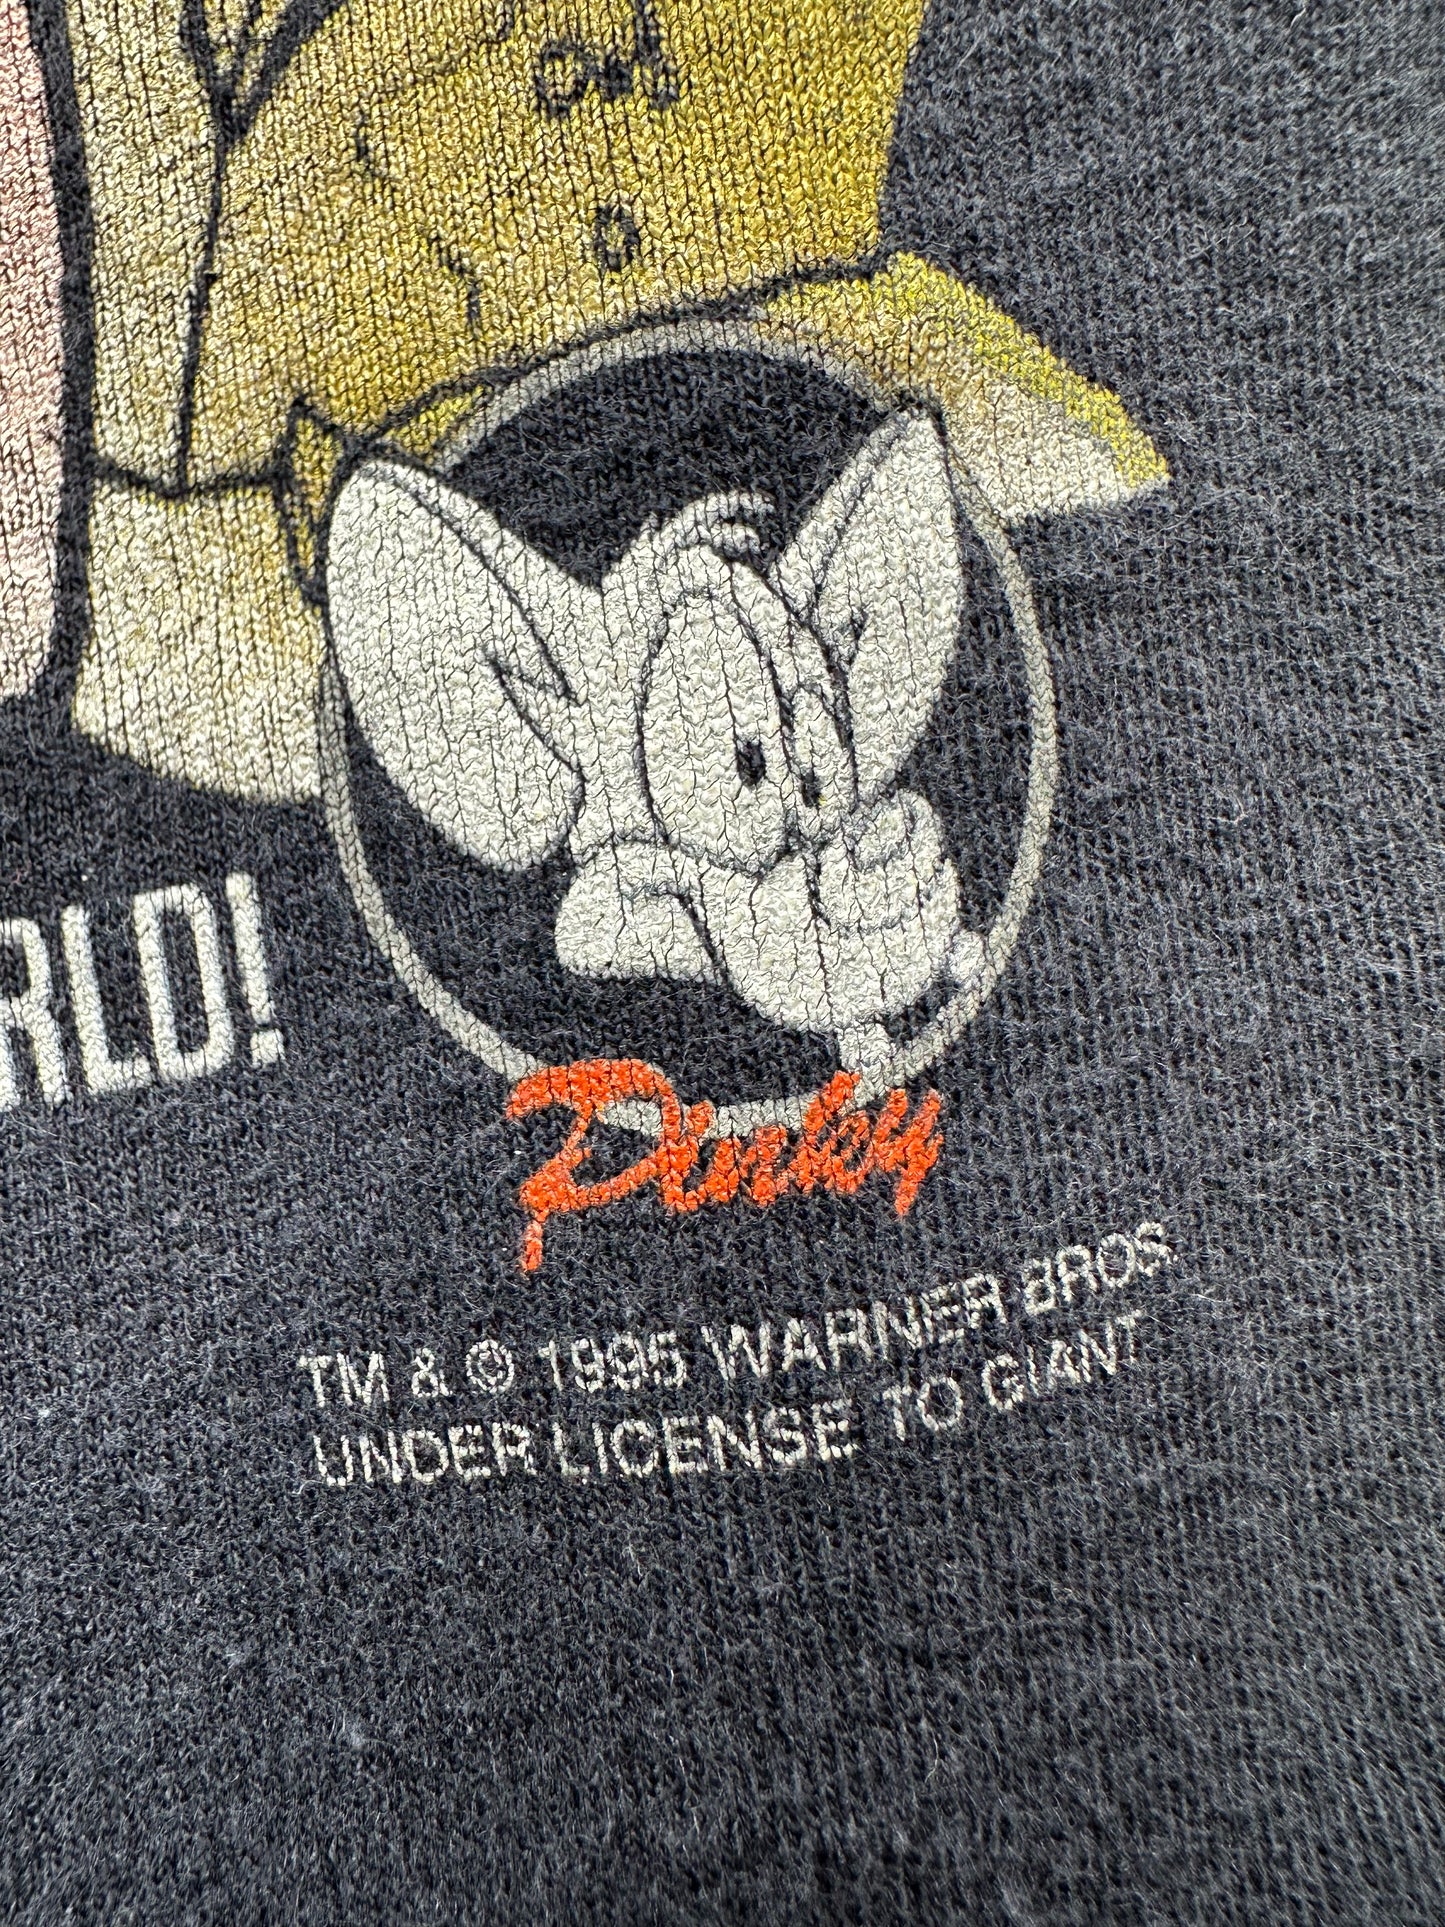 RLD!
Pinky
TM & © 1995 WARNER BROS.
UNDER LICENSE TO GIANT